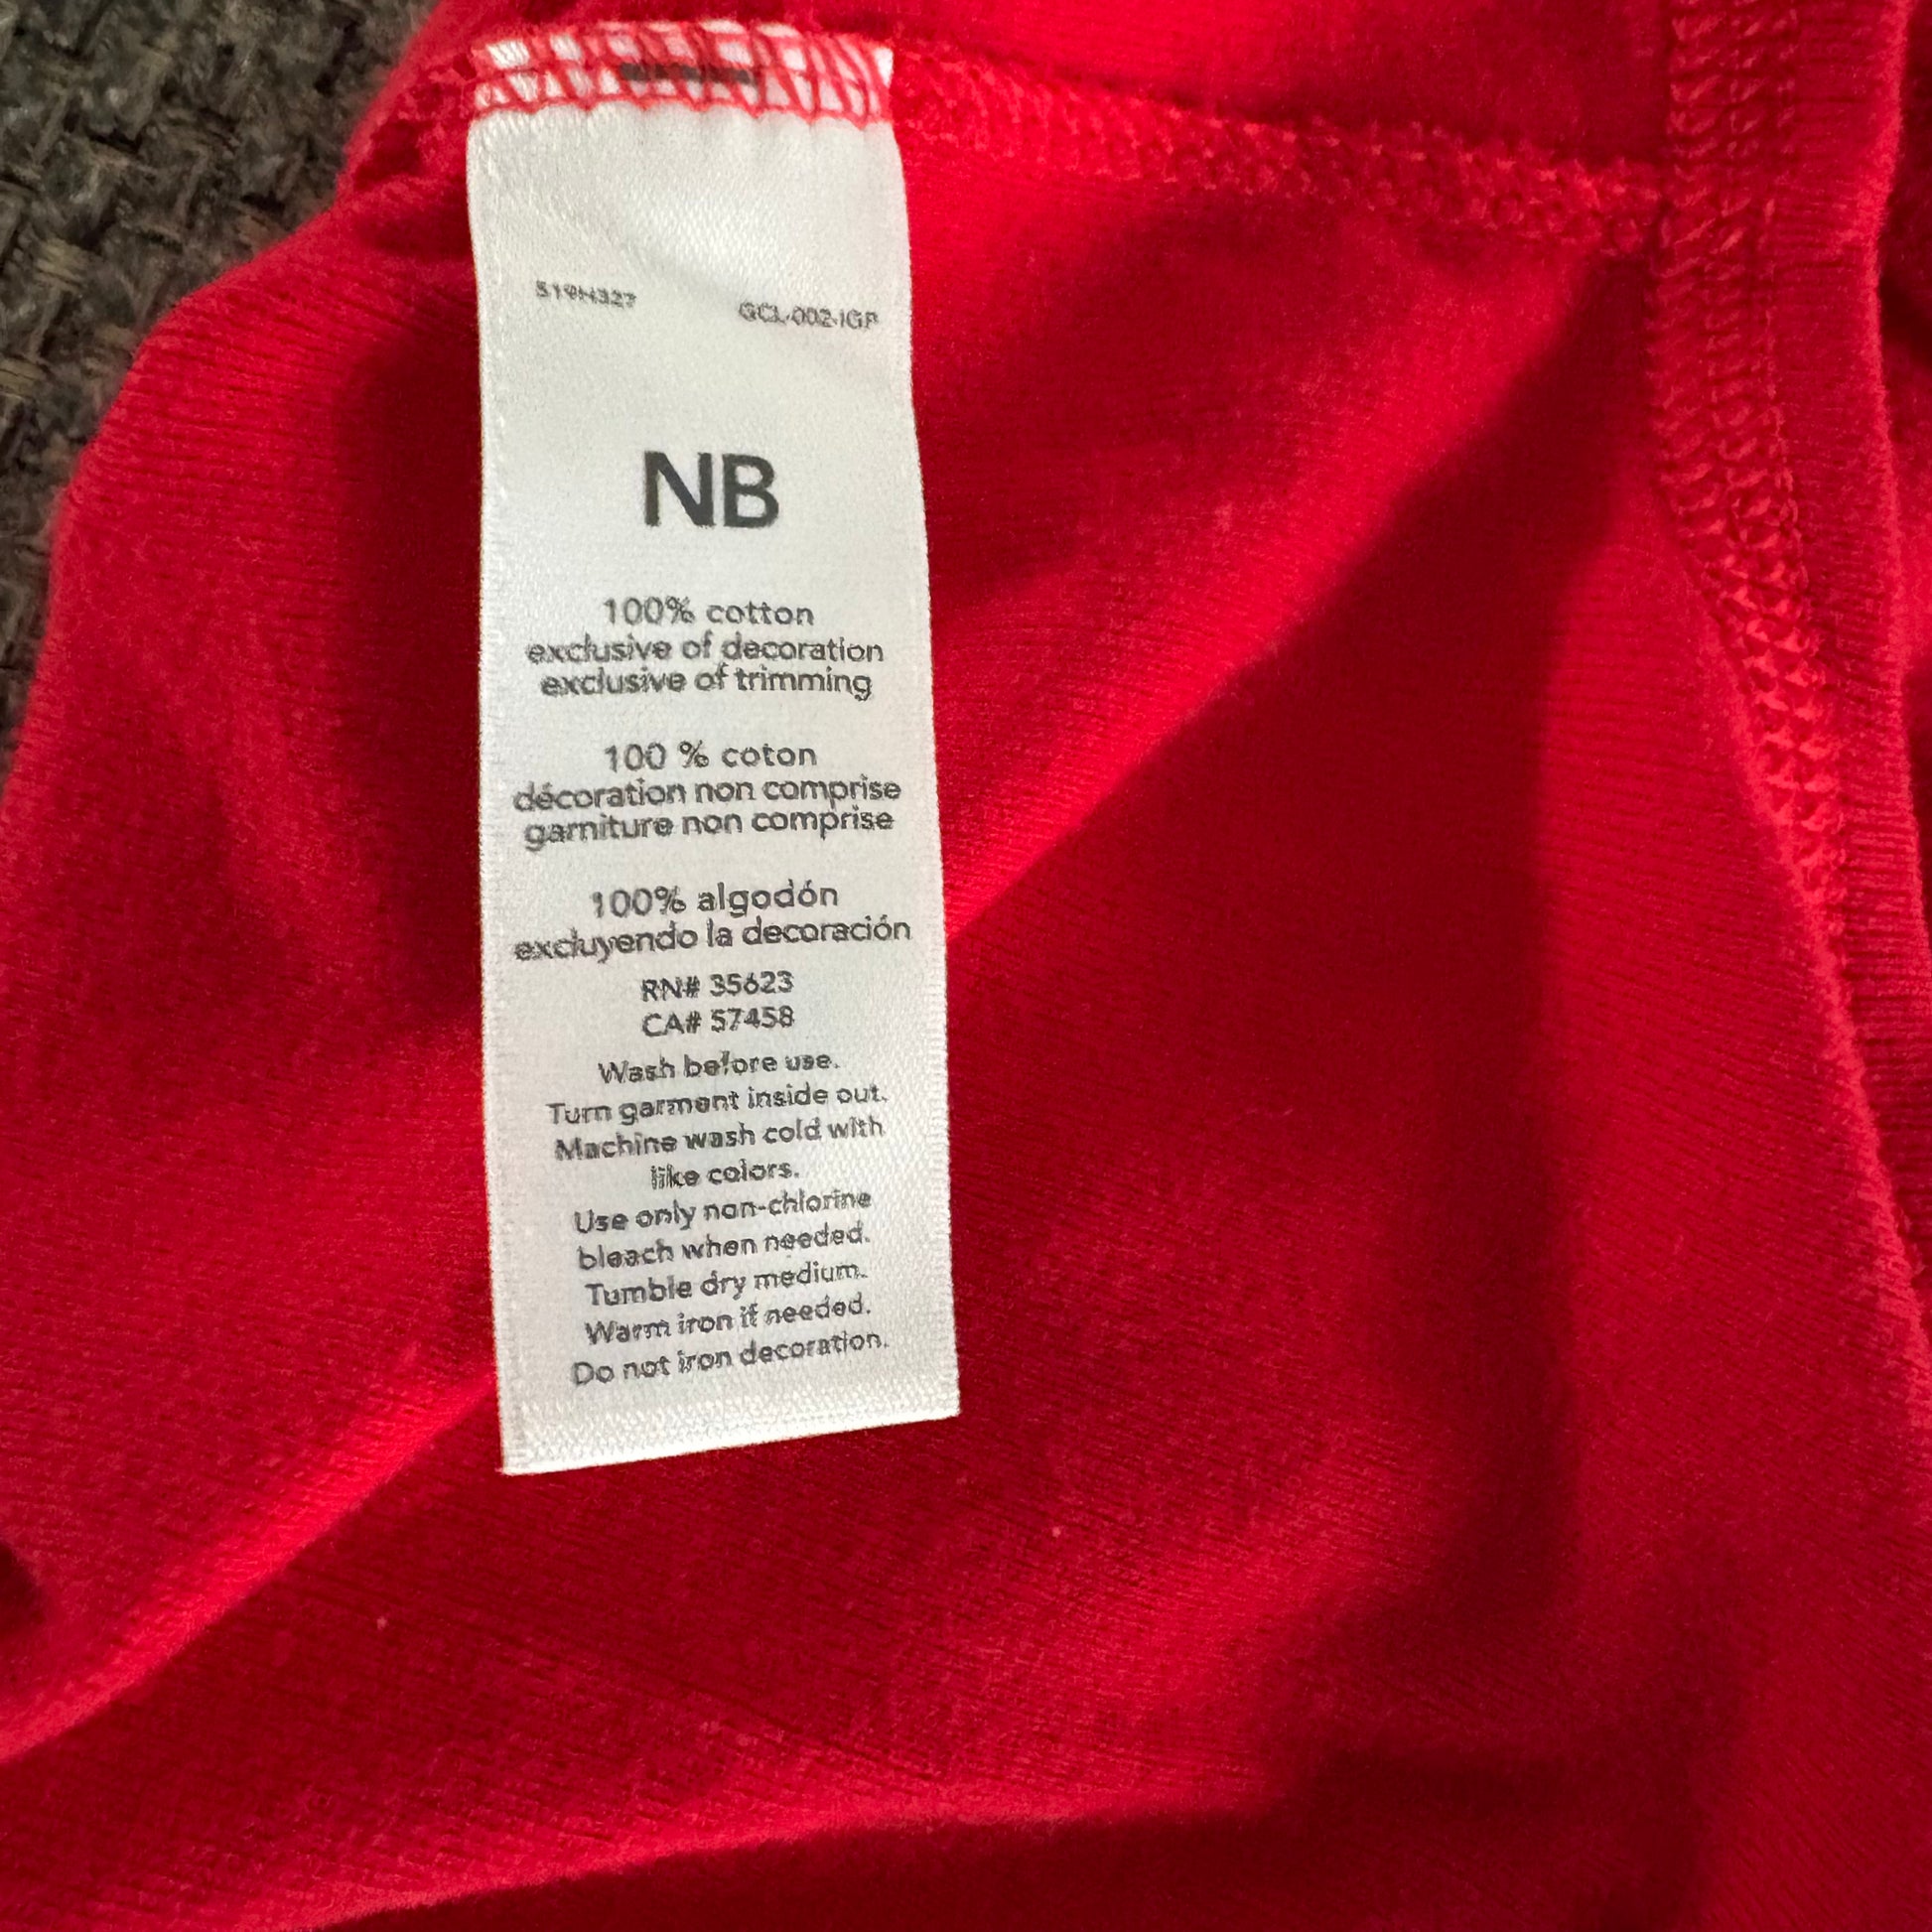 519H327 GCL-002-IGP
NB
100% cotton
exclusive of decoration
exclusive of trimming
100 % coton
décoration non comprise
garniture non comprise
100% algodón
excluyendo la decoración
RN# 35623
CA# 57458
Wash before use.
Turn garment inside out.
Machine wash cold with
like colors.
Use only non-chlorine
bleach when needed.
Tumble dry medium.
Warm iron if needed.
Do not iron decoration.